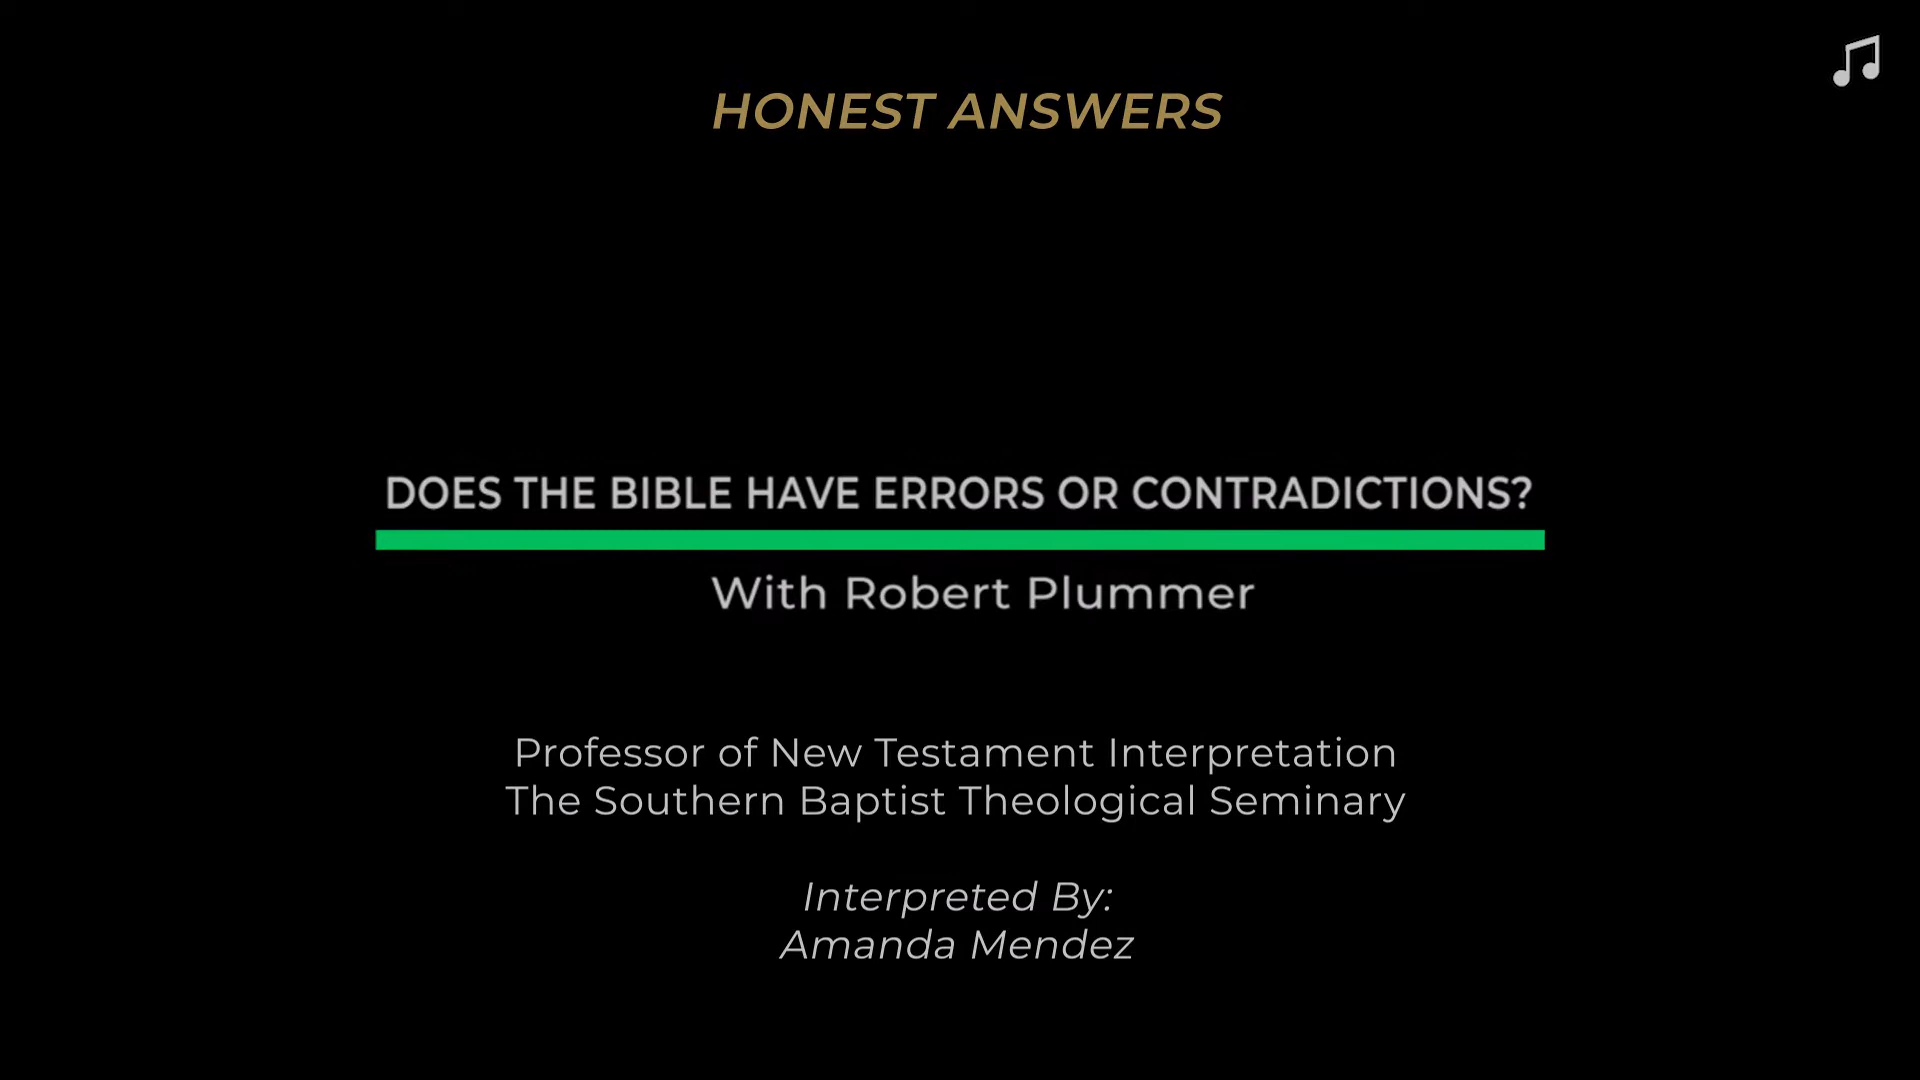 HONEST ANSWERS
DOES THE BIBLE HAVE ERRORS OR CONTRADICTIONS?
With Robert Plummer
Professor of New Testament Interpretation
The Southern Baptist Theological Seminary
Interpreted By:
Amanda Mendez